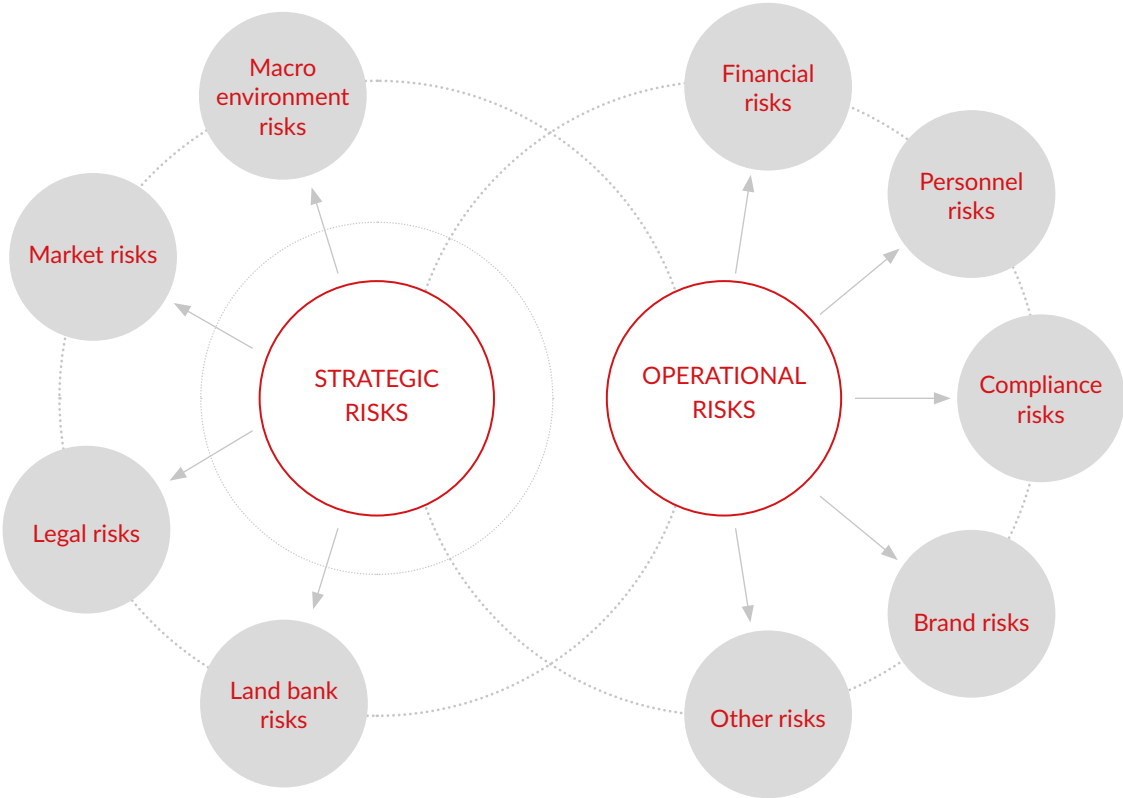 Macro
environment
risks
Market risks
STRATEGIC
RISKS
Legal risks
Land bank
risks
Financial
risks
Personnel
risks
OPERATIONAL
RISKS
Compliance
risks
Brand risks
Other risks